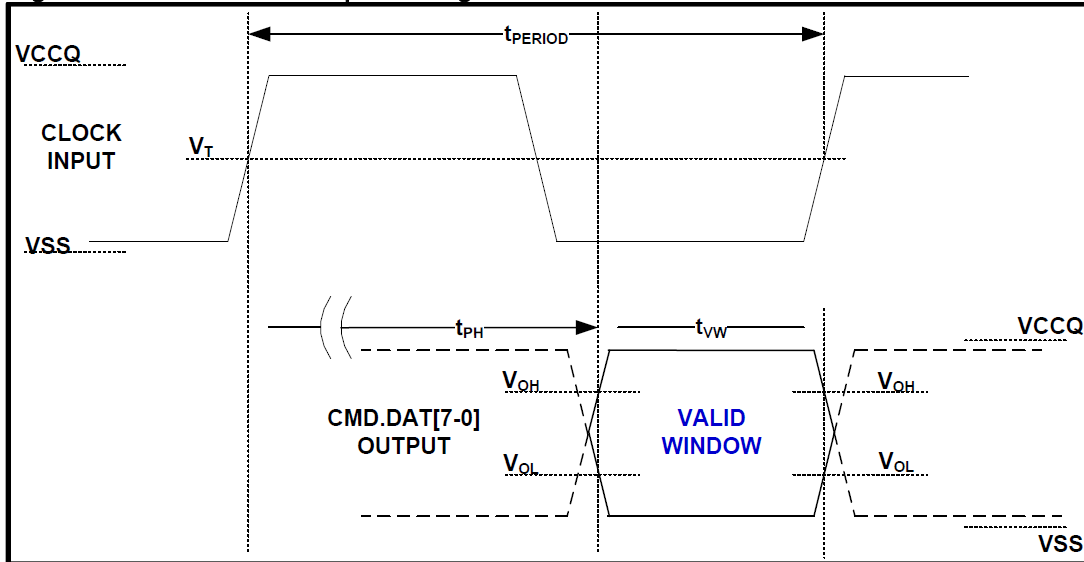 tPERIOD
VCCQ
CLOCK
INPUT
VT
VSS
tPH
tVW
VCCQ
VOH
VOH
CMD.DAT[7-0]
OUTPUT
VALID
WINDOW
VOL
VOL
VSS